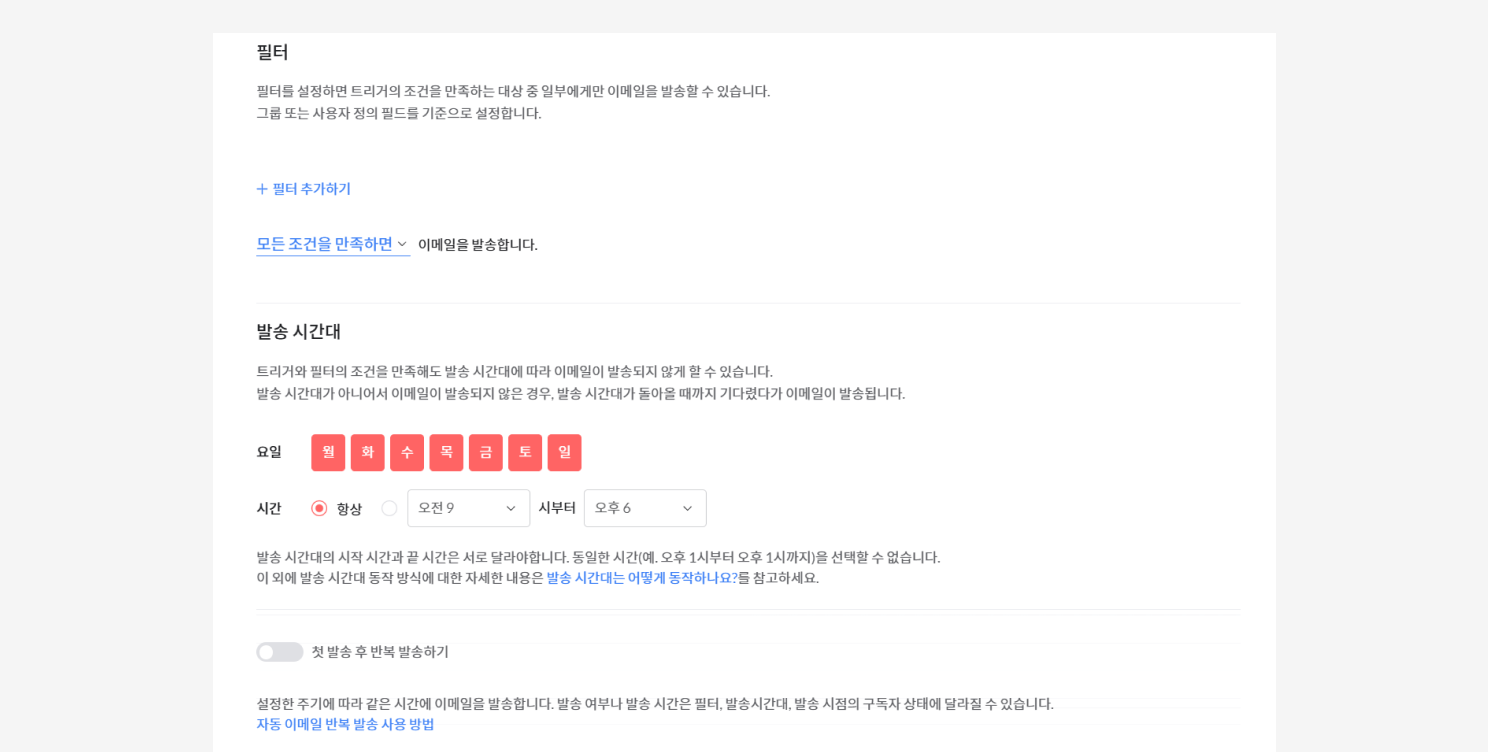 필터
필터를 설정하면 트리거의 조건을 만족하는 대상 중 일부에게만 이메일을 발송할 수 있습니다.
그룹 또는 사용자 정의 필드를 기준으로 설정합니다.
+ 필터 추가하기
모든 조건을 만족하면 이메일을 발송합니다.
발송 시간대
트리거와 필터의 조건을 만족해도 발송 시간대에 따라 이메일이 발송되지 않게 할 수 있습니다.
발송 시간대가 아니어서 이메일이 발송되지 않은 경우, 발송 시간대가 돌아올 때까지 기다렸다가 이메일이 발송됩니다.
요일 월 화 수 목 금 토 일
시간 항상 오전 9 시부터 오후 6
발송 시간대의 시작 시간과 끝 시간은 서로 달라야합니다. 동일한 시간(예. 오후 1시부터 오후 1시까지)을 선택할 수 없습니다.
이 외에 발송 시간대 동작 방식에 대한 자세한 내용은 발송 시간대는 어떻게 동작하나요?를 참고하세요.
첫 발송 후 반복 발송하기
설정한 주기에 따라 같은 시간에 이메일을 발송합니다. 발송 여부나 발송 시간은 필터, 발송시간대, 발송 시점의 구독자 상태에 달라질 수 있습니다.
자동 이메일 반복 발송 사용 방법